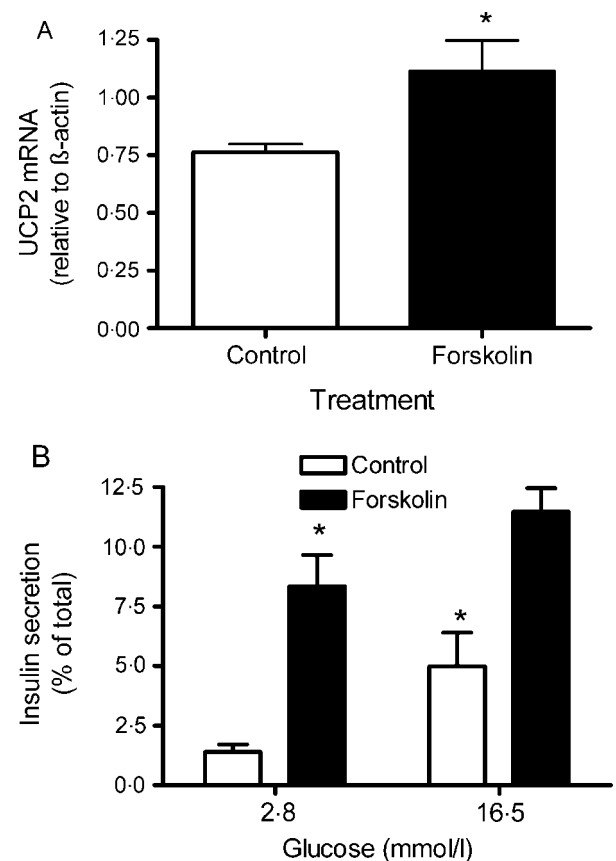 A
*
1·25
1·00
0·75
0·50
0·25
0·00
UCP2 mRNA
(relative to ß-actin)
Control
Forskolin
Treatment
B
Control
Forskolin
12·5
10·0
7·5
5·0
2·5
0·0
Insulin secretion
(% of total)
*
*
2·8
16·5
Glucose (mmol/l)